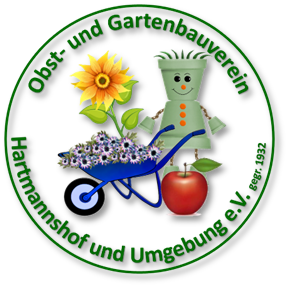 Obst- und Gartenbauverein
Hartmannshof und Umgebung e.V. gegr. 1932